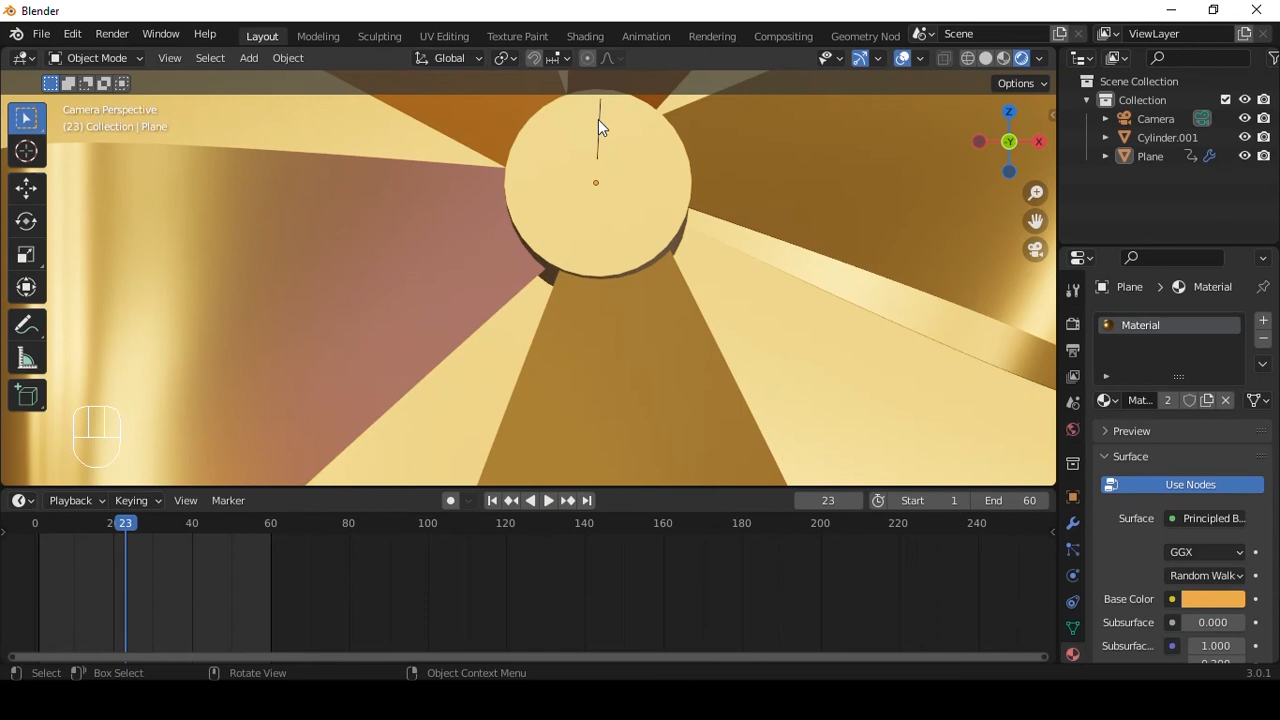 Blender
File Edit Render Window Help Layout Modeling Sculpting UV Editing Texture Paint Shading Animation Rendering Compositing Geometry Nod Scene ViewLayer
Object Mode View Select Add Object Global
Options
Camera Perspective
(23) Collection | Plane
Z
Y
X
Scene Collection
Collection
Camera
Cylinder.001
Plane
Plane > Material
Material
Mat... 2
Preview
Surface
Use Nodes
Surface Principled B...
GGX
Random Walk
Base Color
Subsurface 0.000
Subsurfac... 1.000
Playback Keying View Marker 23 Start 1 End 60
0 23 40 60 80 100 120 140 160 180 200 220 240
Select Box Select Rotate View Object Context Menu 3.0.1